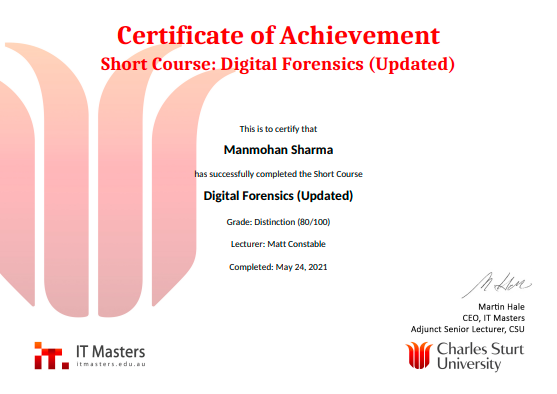 Certificate of Achievement
Short Course: Digital Forensics (Updated)
This is to certify that
Manmohan Sharma
has successfully completed the Short Course
Digital Forensics (Updated)
Grade: Distinction (80/100)
Lecturer: Matt Constable
Completed: May 24, 2021
Martin Hale
CEO, IT Masters
Adjunct Senior Lecturer, CSU
it.
IT Masters
itmasters.edu.au
Charles Sturt
University